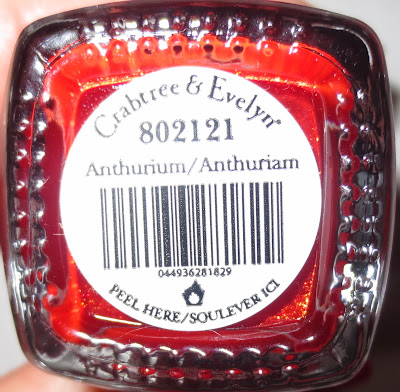 Crabtree & Evelyn®
802121
Anthurium/Anthuriam
044936281829
PEEL HERE/SOULEVER ICI